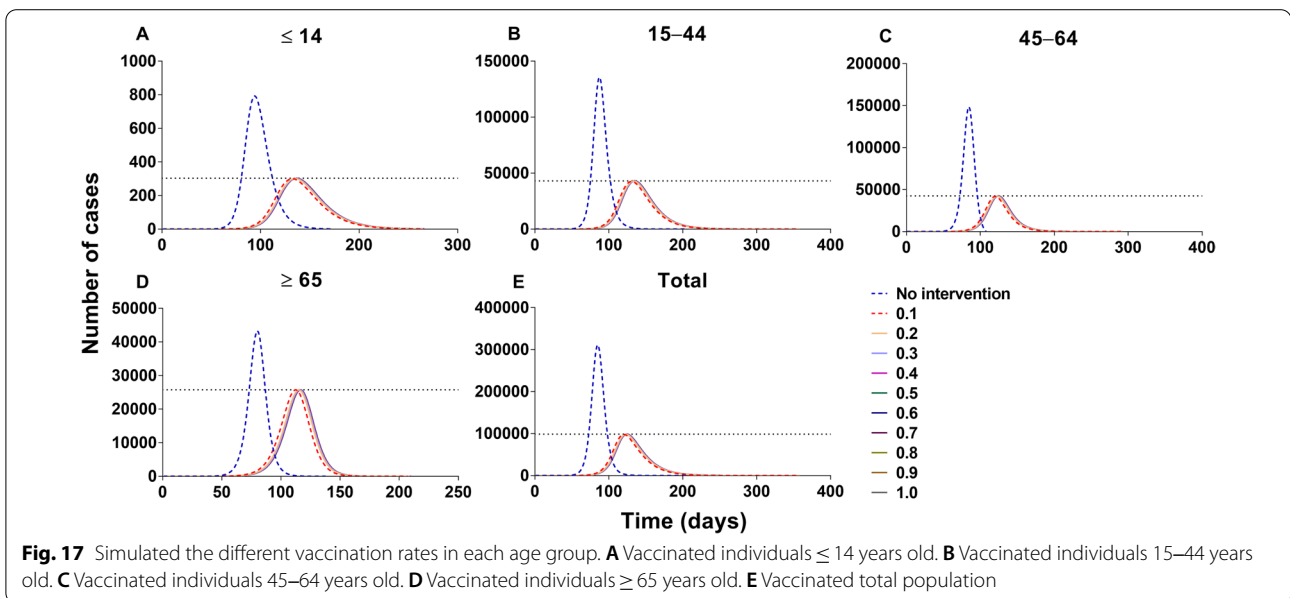 A ≤ 14
B 15–44
C 45–64
1000
800
600
400
200
0
0 100 200 300
150000
100000
50000
0
0 100 200 300 400
200000
150000
100000
50000
0
0 100 200 300 400
Number of cases
D ≥ 65
E Total
50000
40000
30000
20000
10000
0
0 50 100 150 200 250
400000
300000
200000
100000
0
0 100 200 300 400
No intervention
0.1
0.2
0.3
0.4
0.5
0.6
0.7
0.8
0.9
1.0
Time (days)
Fig. 17 Simulated the different vaccination rates in each age group. A Vaccinated individuals ≤ 14 years old. B Vaccinated individuals 15–44 years
old. C Vaccinated individuals 45–64 years old. D Vaccinated individuals ≥ 65 years old. E Vaccinated total population